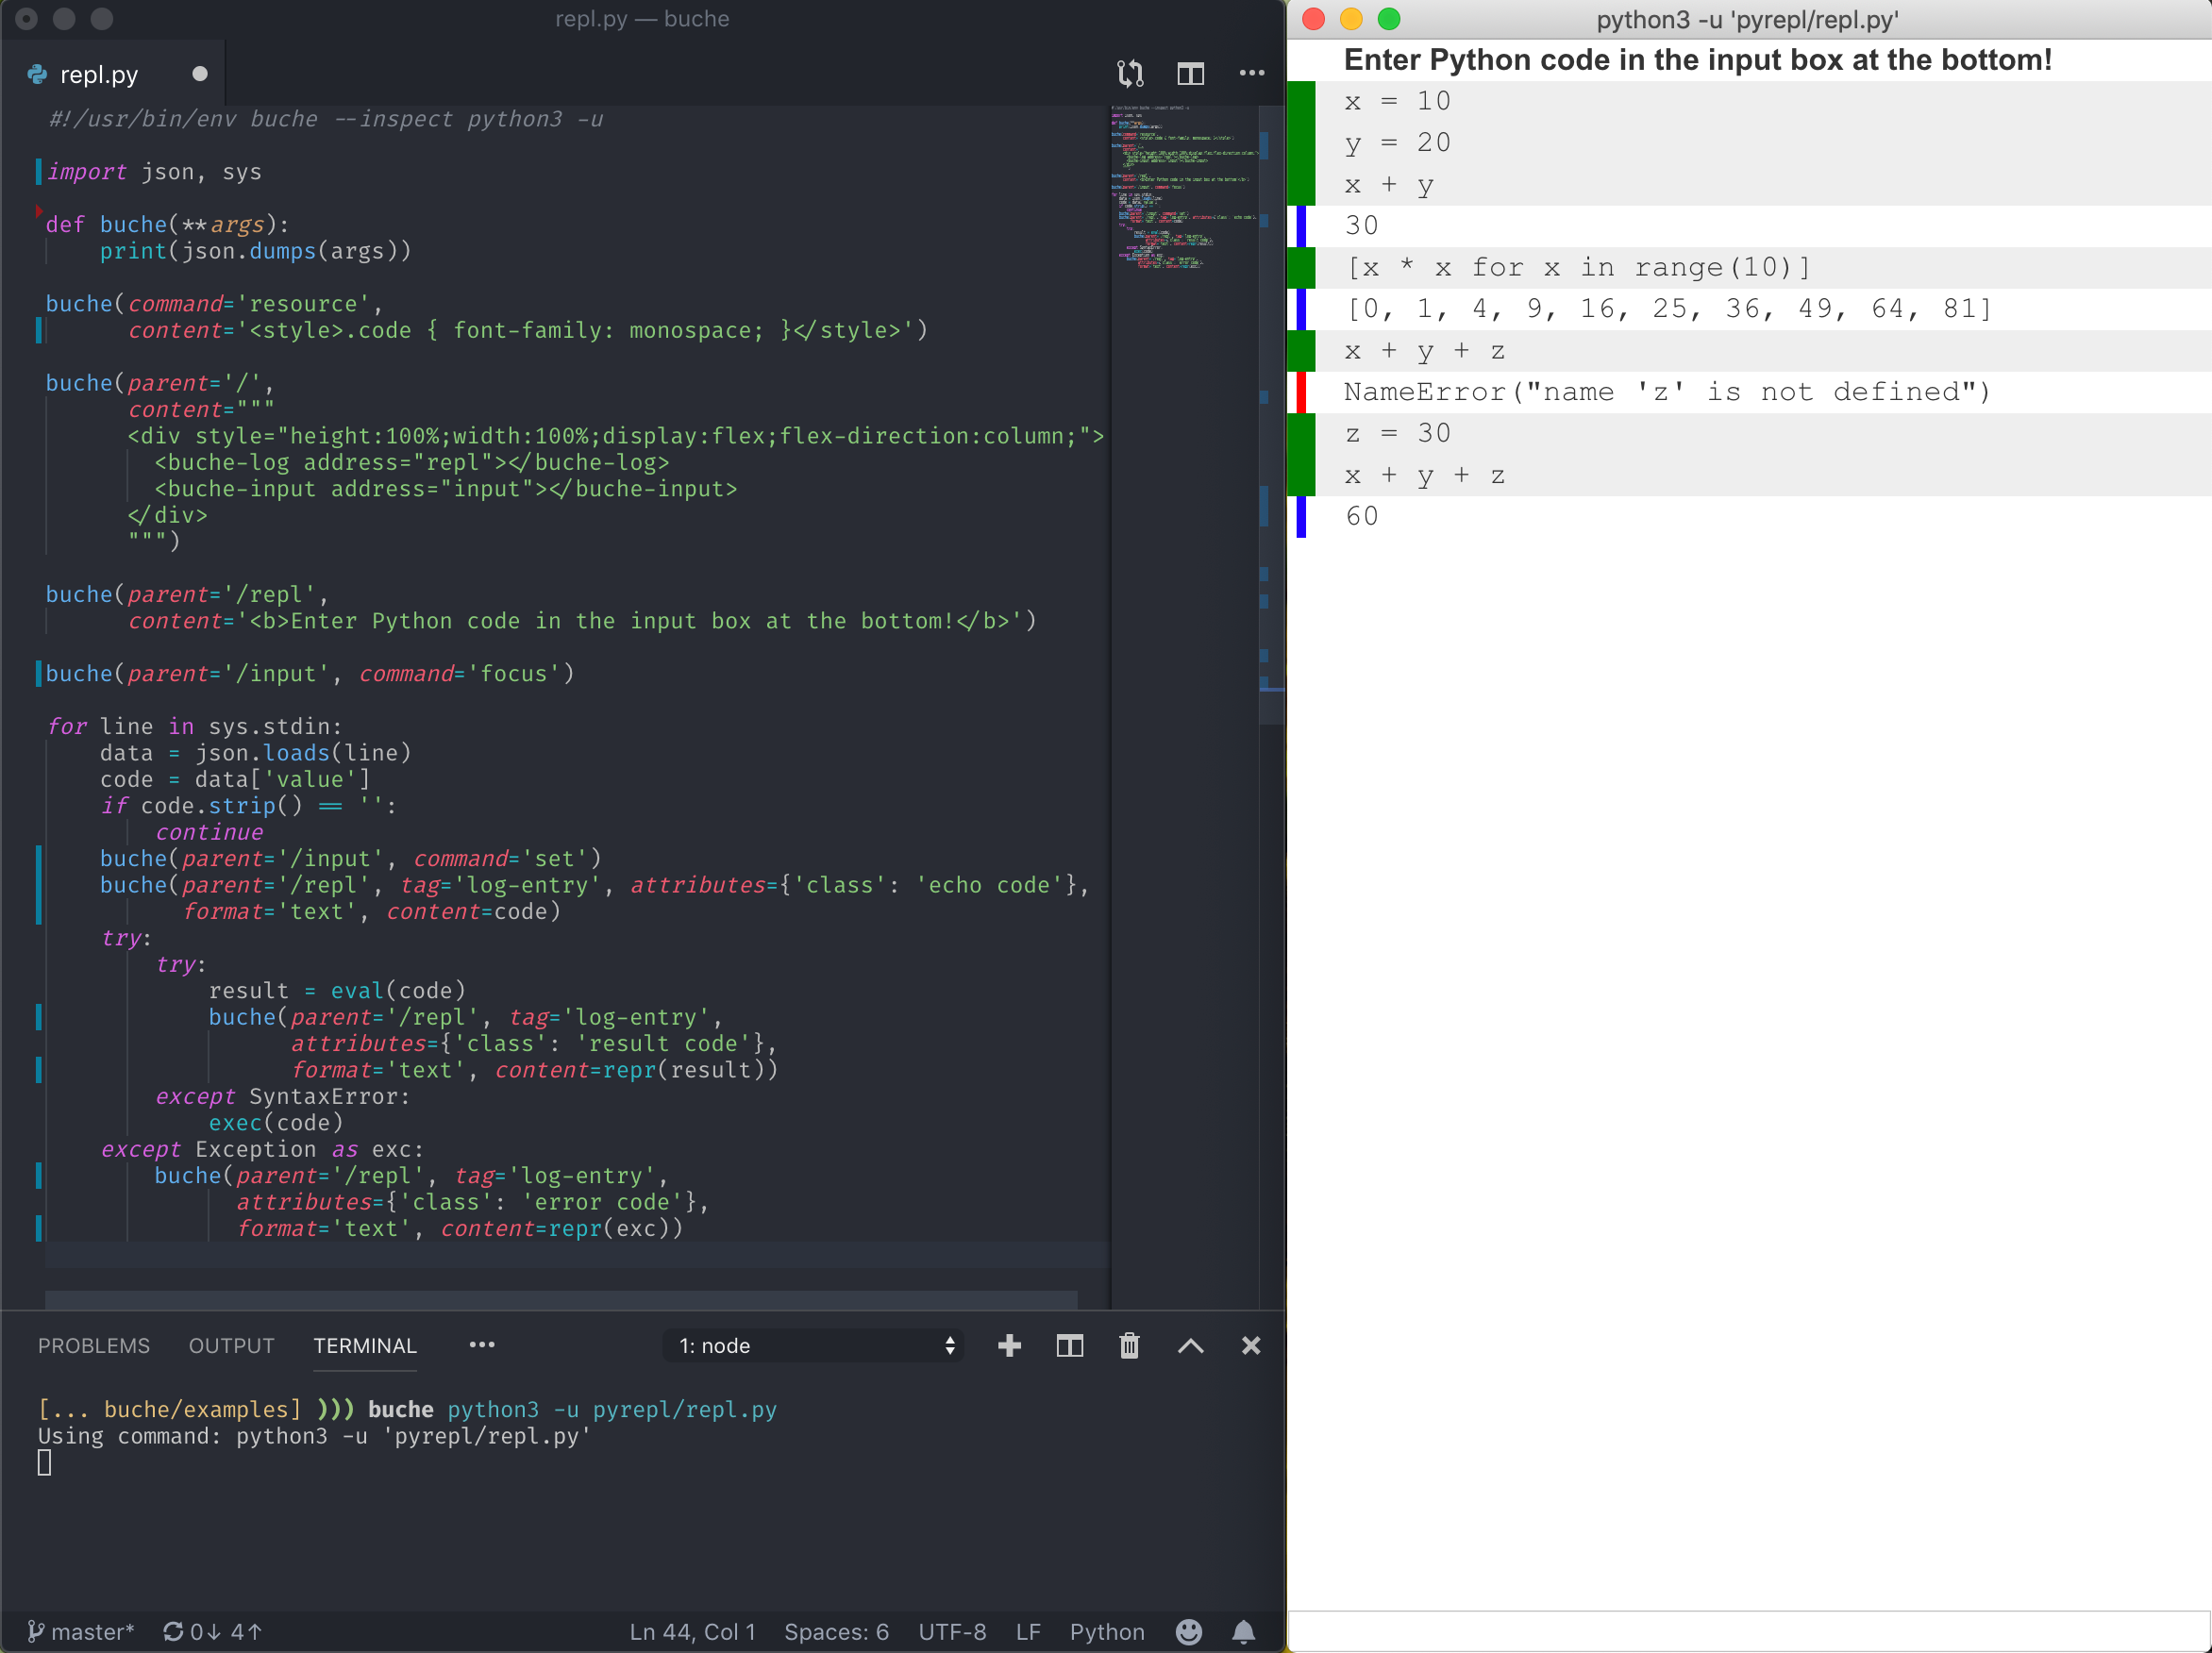 repl.py — buche
repl.py
#!/usr/bin/env buche --inspect python3 -u
import json, sys
def buche(**args):
    print(json.dumps(args))
buche(command='resource',
      content='<style>.code { font-family: monospace; }</style>')
buche(parent='/',
      content="""
      <div style="height:100%;width:100%;display:flex;flex-direction:column;">
        <buche-log address="repl"></buche-log>
        <buche-input address="input"></buche-input>
      </div>
      """)
buche(parent='/repl',
      content='<b>Enter Python code in the input box at the bottom!</b>')
buche(parent='/input', command='focus')
for line in sys.stdin:
    data = json.loads(line)
    code = data['value']
    if code.strip() == '':
        continue
    buche(parent='/input', command='set')
    buche(parent='/repl', tag='log-entry', attributes={'class': 'echo code'},
          format='text', content=code)
    try:
        try:
            result = eval(code)
            buche(parent='/repl', tag='log-entry',
                  attributes={'class': 'result code'},
                  format='text', content=repr(result))
        except SyntaxError:
            exec(code)
    except Exception as exc:
        buche(parent='/repl', tag='log-entry',
              attributes={'class': 'error code'},
              format='text', content=repr(exc))
PROBLEMS OUTPUT TERMINAL ••• 1: node
[... buche/examples] ))) buche python3 -u pyrepl/repl.py
Using command: python3 -u 'pyrepl/repl.py'
master* 0↓ 4↑ Ln 44, Col 1 Spaces: 6 UTF-8 LF Python
python3 -u 'pyrepl/repl.py'
Enter Python code in the input box at the bottom!
x = 10
y = 20
x + y
30
[x * x for x in range(10)]
[0, 1, 4, 9, 16, 25, 36, 49, 64, 81]
x + y + z
NameError("name 'z' is not defined")
z = 30
x + y + z
60